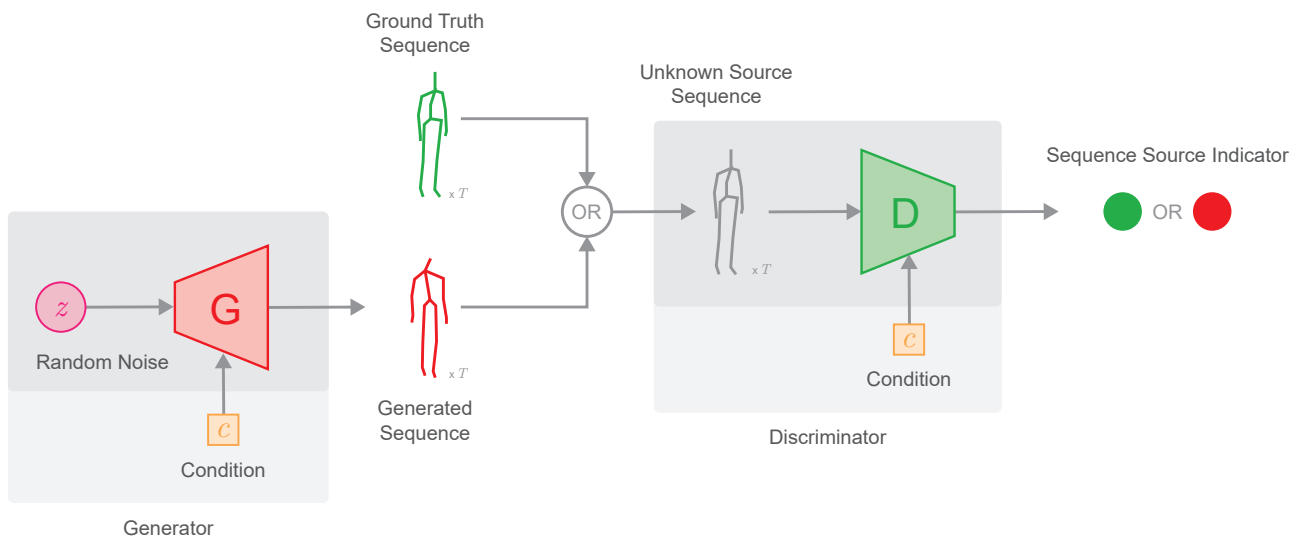 Ground Truth
Sequence
x T
Unknown Source
Sequence
OR
x T
D
c
Condition
Discriminator
Sequence Source Indicator
OR
z
G
Random Noise
c
Condition
Generator
x T
Generated
Sequence